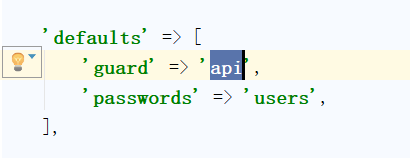 'defaults' => [
'guard' => 'api',
'passwords' => 'users',
],